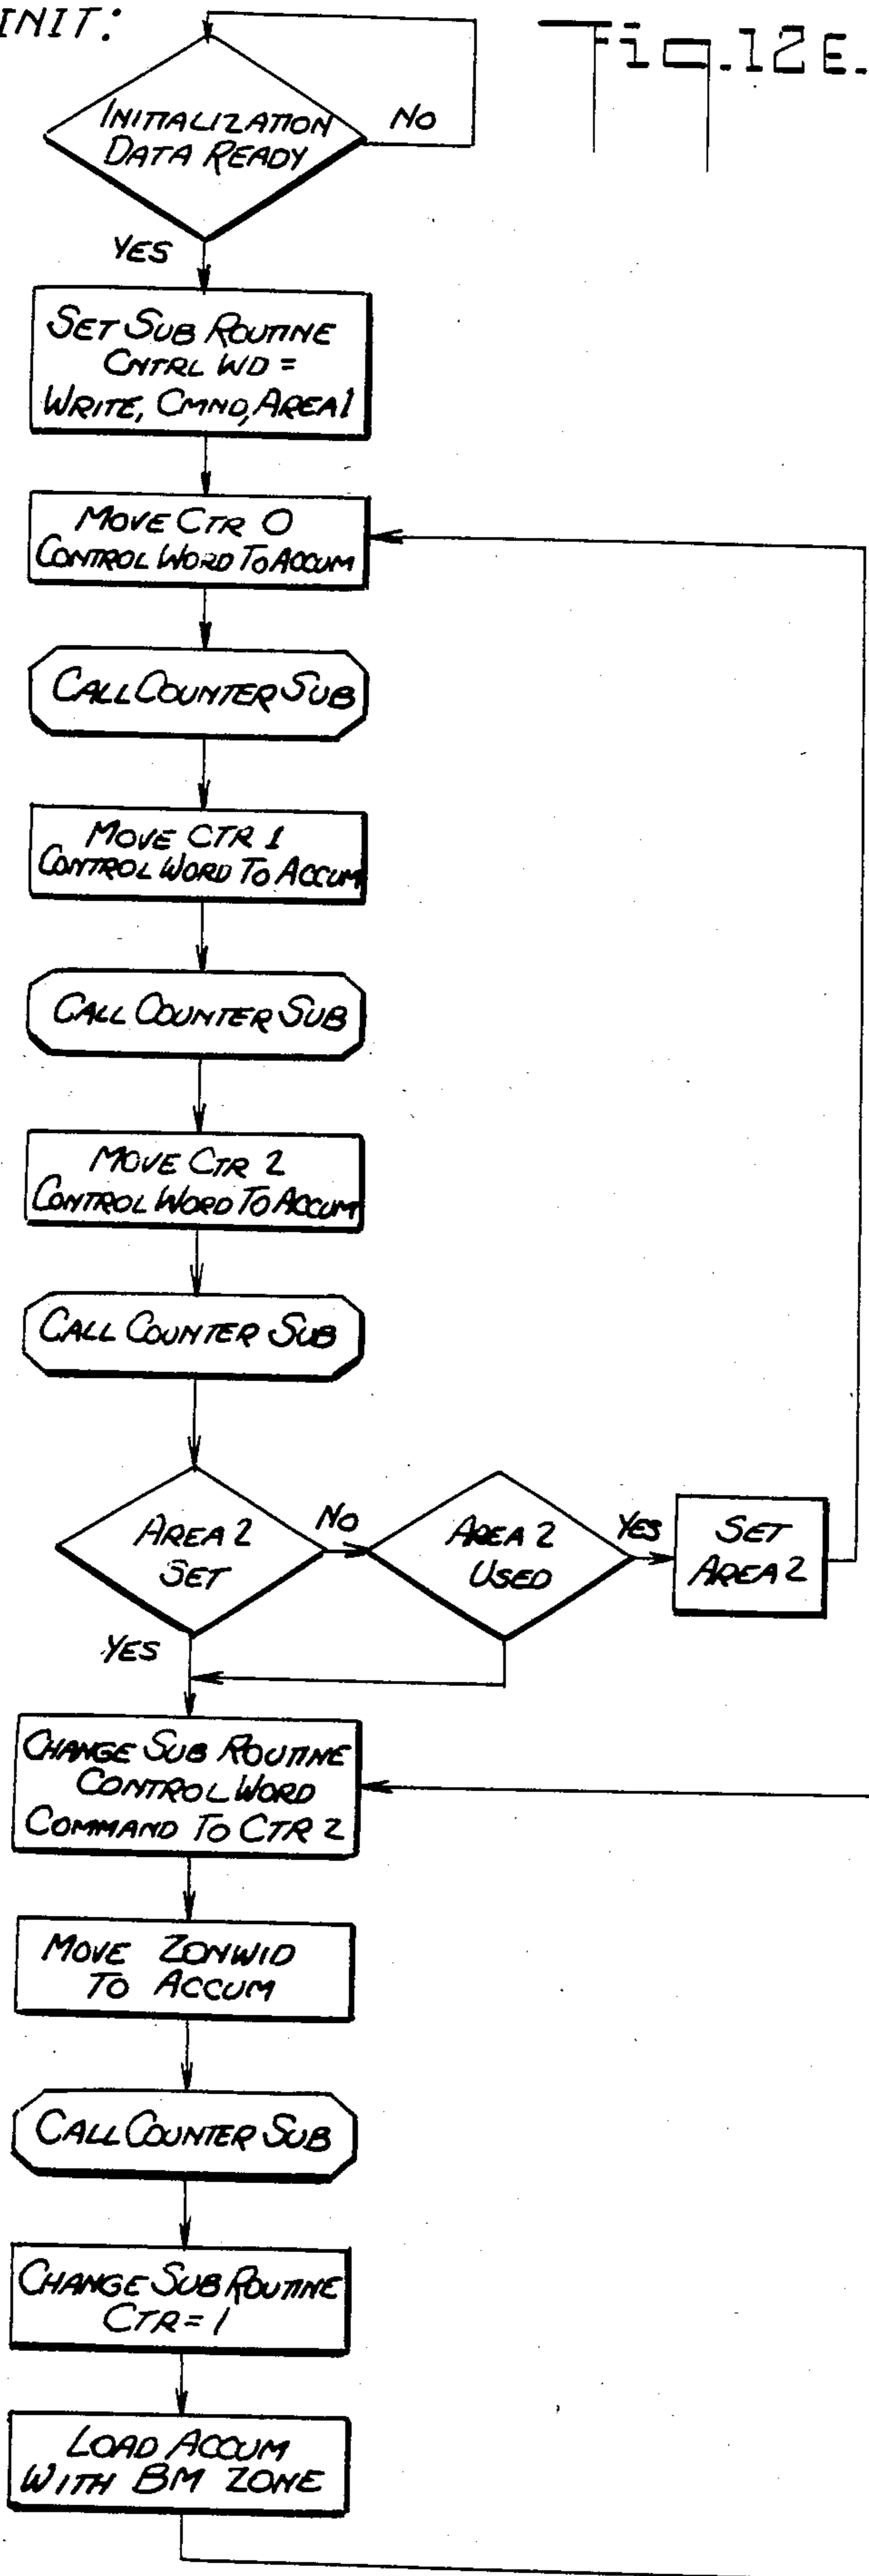 INIT:
Fig.12E.
INITIALIZATION
DATA READY
NO
YES
SET SUB ROUTINE
CNTRL WD =
WRITE, CMND, AREA 1
MOVE CTR 0
CONTROL WORD TO ACCUM
CALL COUNTER SUB
MOVE CTR 1
CONTROL WORD TO ACCUM
CALL COUNTER SUB
MOVE CTR 2
CONTROL WORD TO ACCUM
CALL COUNTER SUB
AREA 2
SET
NO
AREA 2
USED
YES
SET
AREA 2
YES
CHANGE SUB ROUTINE
CONTROL WORD
COMMAND TO CTR 2
MOVE ZONWID
TO ACCUM
CALL COUNTER SUB
CHANGE SUB ROUTINE
CTR = 1
LOAD ACCUM
WITH BM ZONE